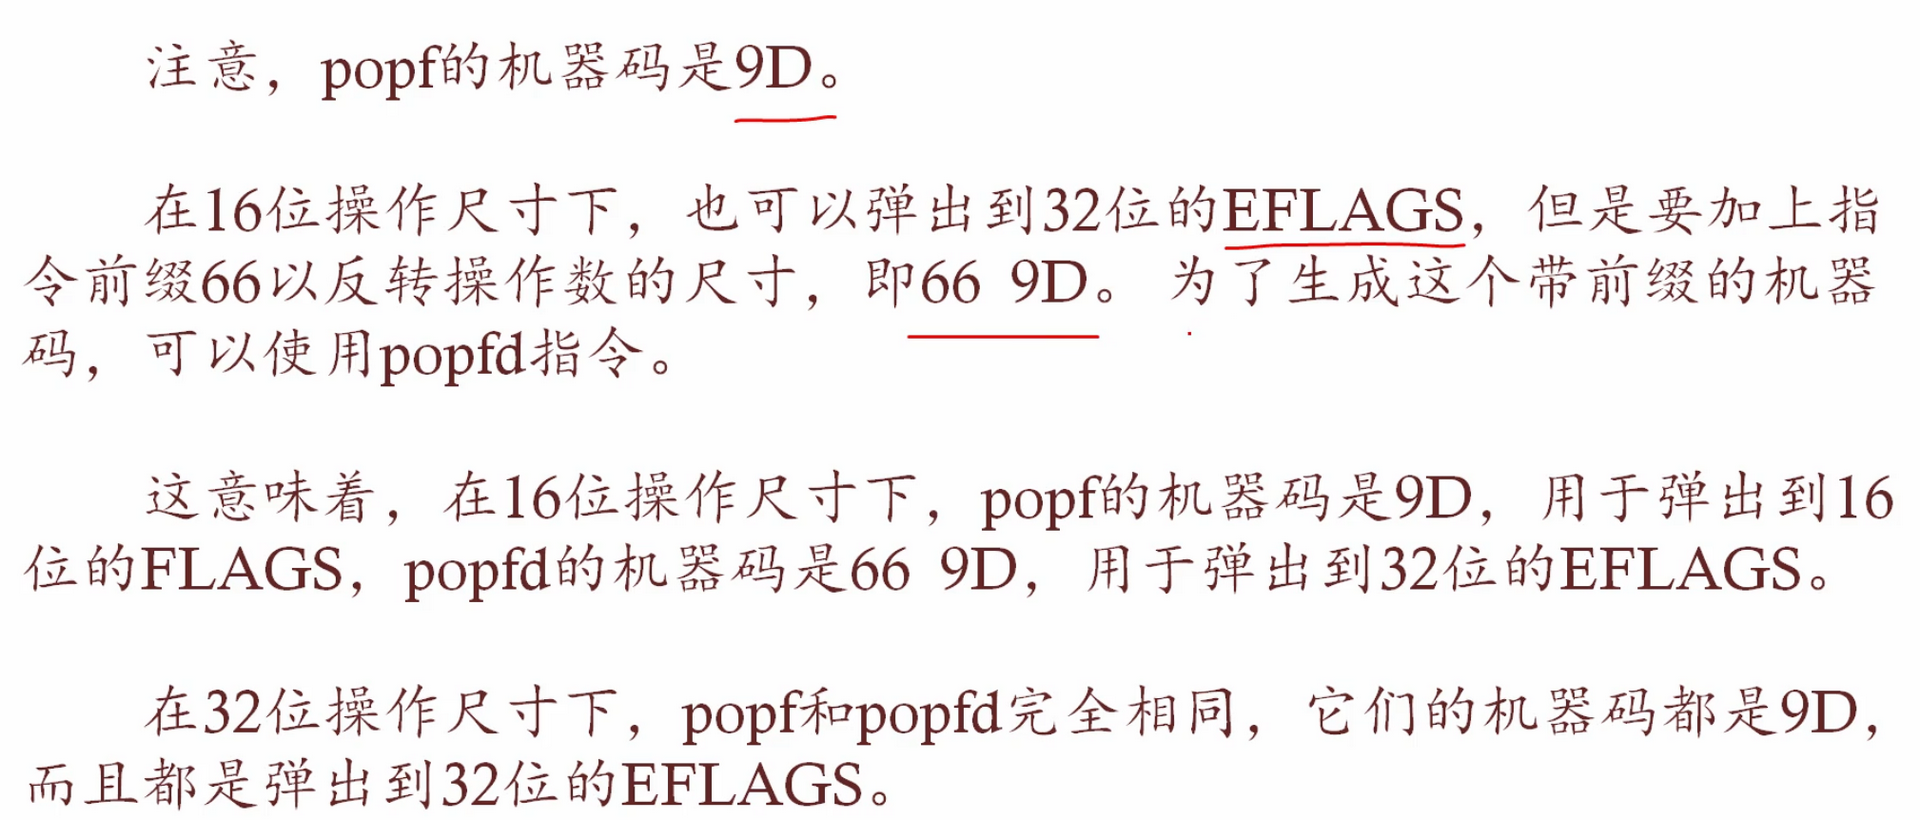 注意，popf的机器码是9D。
在16位操作尺寸下，也可以弹出到32位的EFLAGS，但是要加上指
令前缀66以反转操作数的尺寸，即66 9D。为了生成这个带前缀的机器
码，可以使用popfd指令。
这意味着，在16位操作尺寸下，popf的机器码是9D，用于弹出到16
位的FLAGS，popfd的机器码是66 9D，用于弹出到32位的EFLAGS。
在32位操作尺寸下，popf和popfd完全相同，它们的机器码都是9D，
而且都是弹出到32位的EFLAGS。